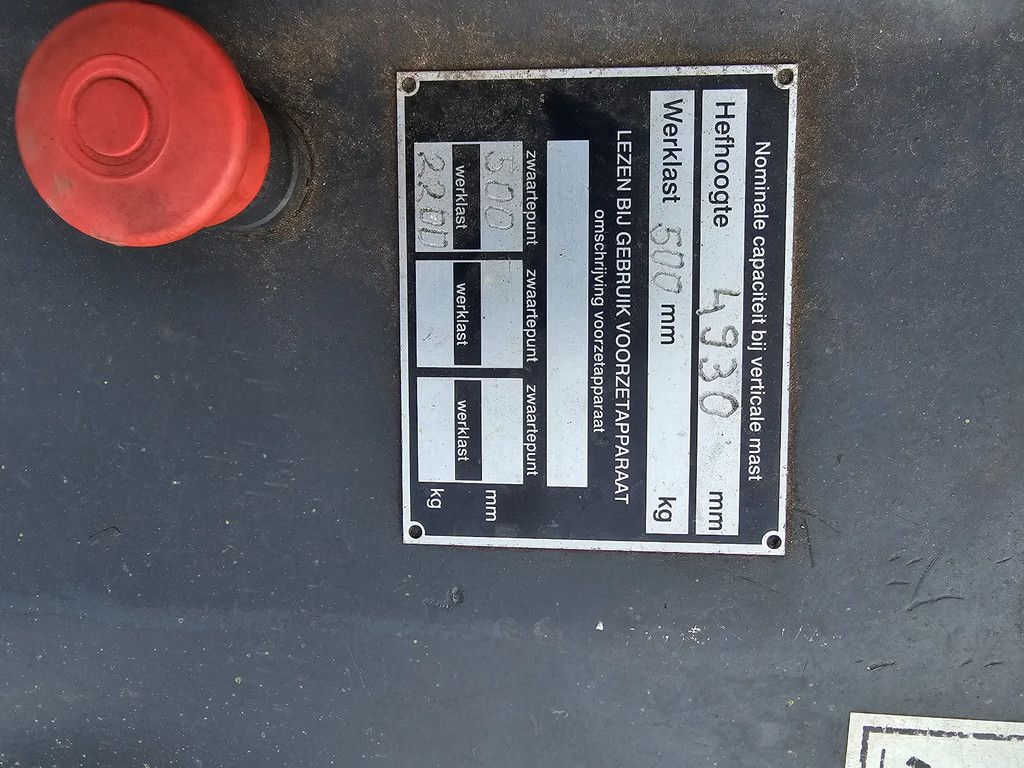 Nominale capaciteit bij verticale mast
Hefhoogte 4930 mm
Werklast 500 mm kg
LEZEN BIJ GEBRUIK VOORZETAPPARAAT
omschrijving voorzetapparaat
zwaartepunt zwaartepunt zwaartepunt
500 mm
werklast werklast werklast
2200 kg